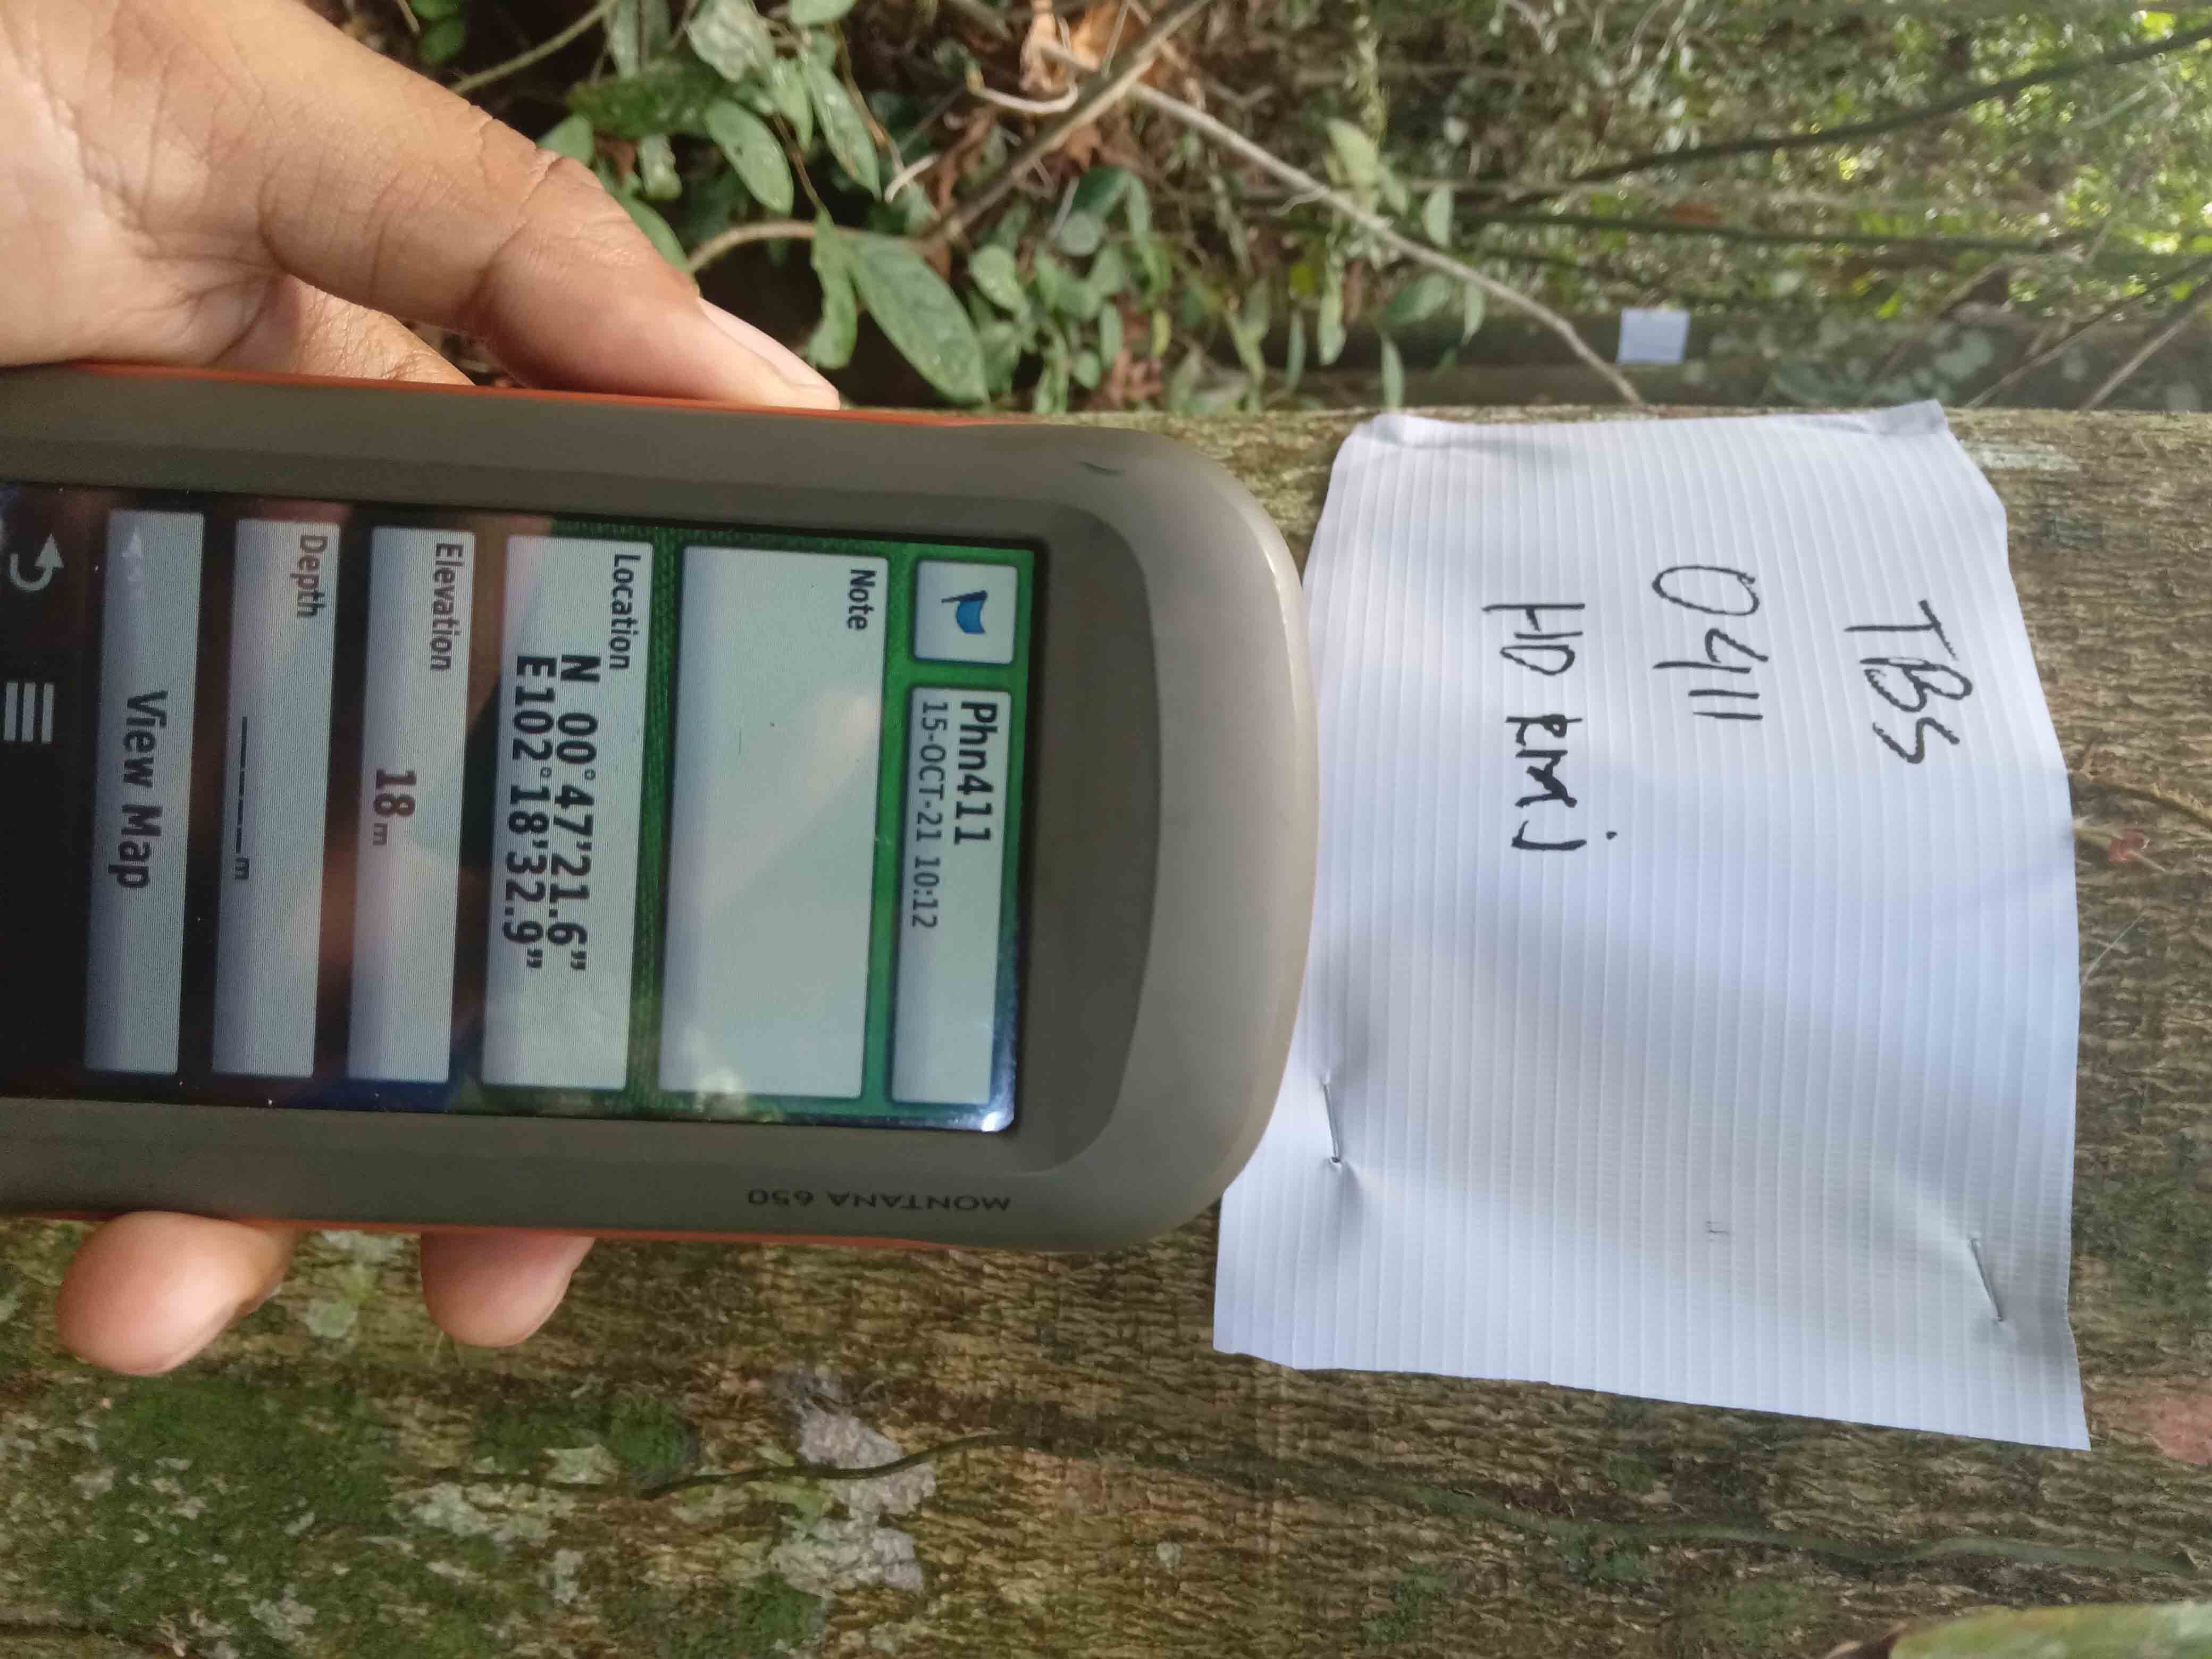 TBS
0411
HD kmj
MONTANA 650
Phn411
15-OCT-21 10:12
Note
Location
N 00°47'21.6"
E102°18'32.9"
Elevation
18m
Depth
_____m
View Map